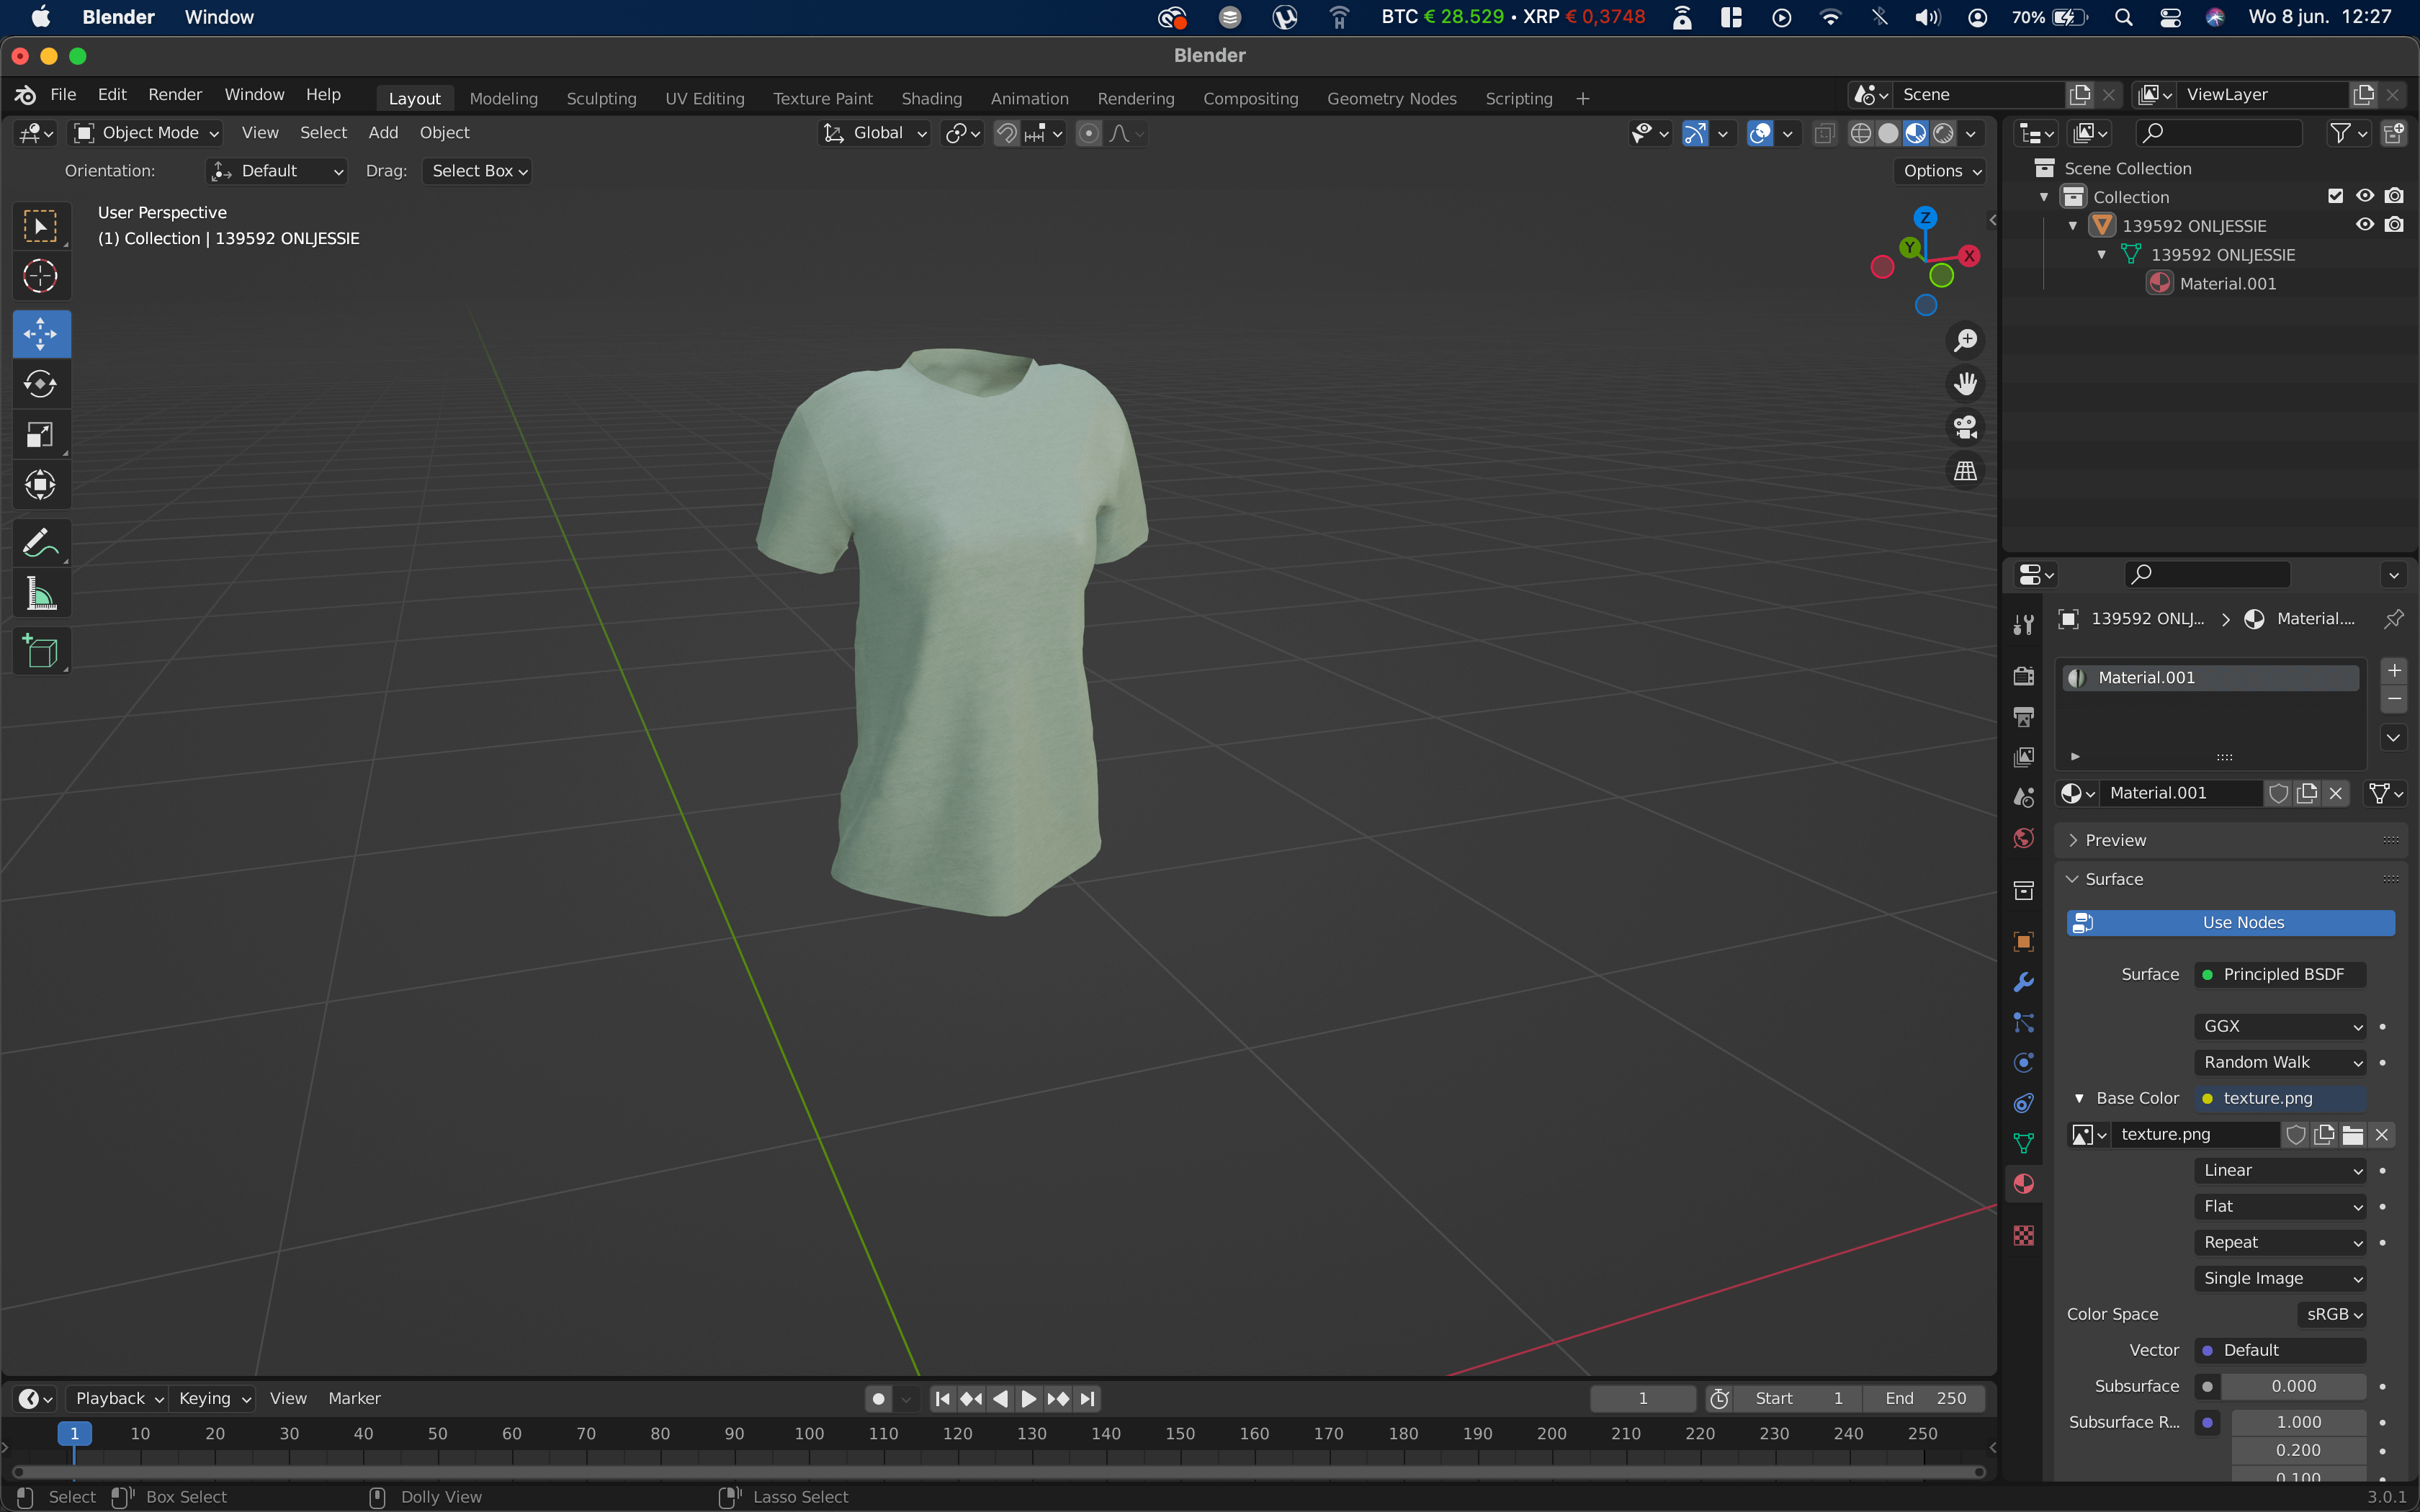 Blender Window BTC € 28.529 • XRP € 0,3748 70% Wo 8 jun. 12:27
Blender
File Edit Render Window Help Layout Modeling Sculpting UV Editing Texture Paint Shading Animation Rendering Compositing Geometry Nodes Scripting + Scene ViewLayer
Object Mode View Select Add Object Global
Orientation: Default Drag: Select Box Options
User Perspective
(1) Collection | 139592 ONLJESSIE
Z
Y
X
Scene Collection
Collection
139592 ONLJESSIE
139592 ONLJESSIE
Material.001
139592 ONLJ... Material....
Material.001
Material.001
Preview
Surface
Use Nodes
Surface Principled BSDF
GGX
Random Walk
Base Color texture.png
texture.png
Linear
Flat
Repeat
Single Image
Color Space sRGB
Vector Default
Subsurface 0.000
Subsurface R... 1.000
0.200
0.100
Playback Keying View Marker 1 Start 1 End 250
1 10 20 30 40 50 60 70 80 90 100 110 120 130 140 150 160 170 180 190 200 210 220 230 240 250
Select Box Select Dolly View Lasso Select 3.0.1